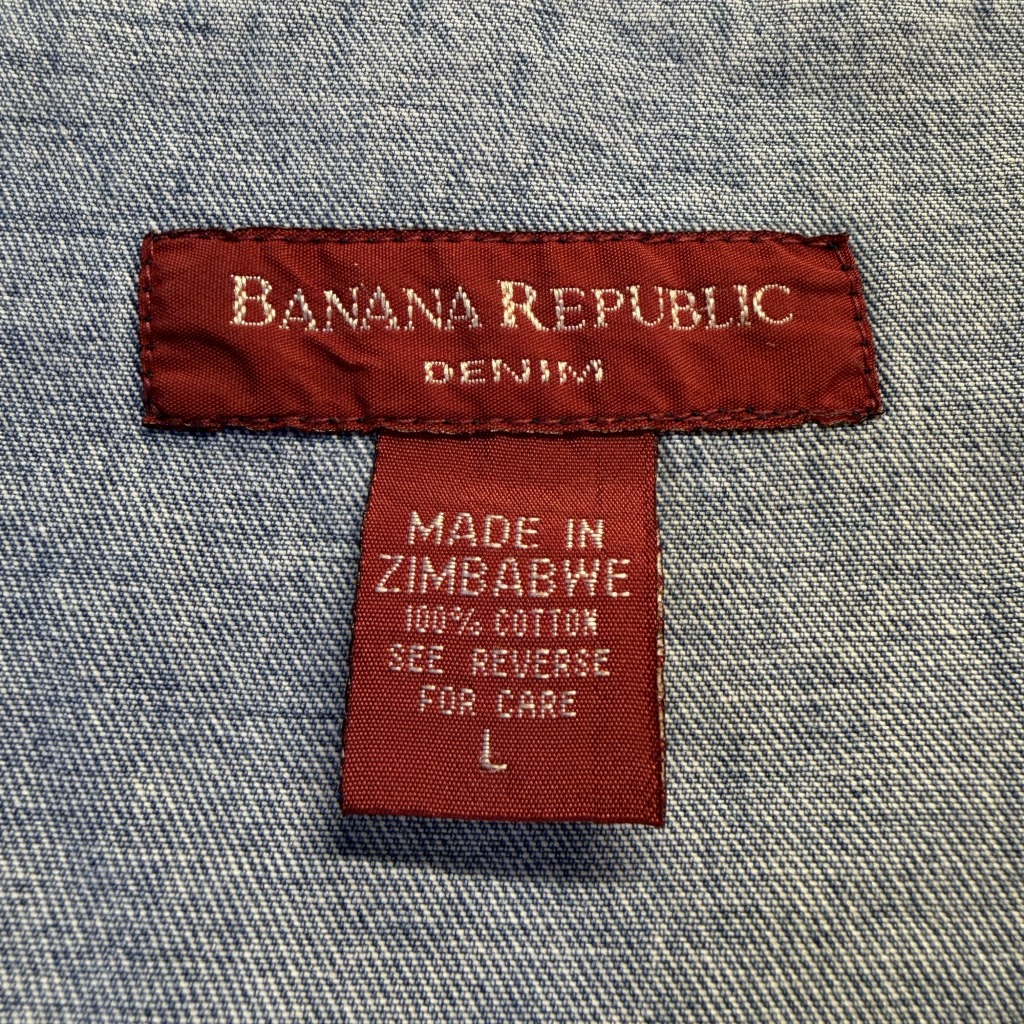 BANANA REPUBLIC
DENIM
MADE IN
ZIMBABWE
100% COTTON
SEE REVERSE
FOR CARE
L